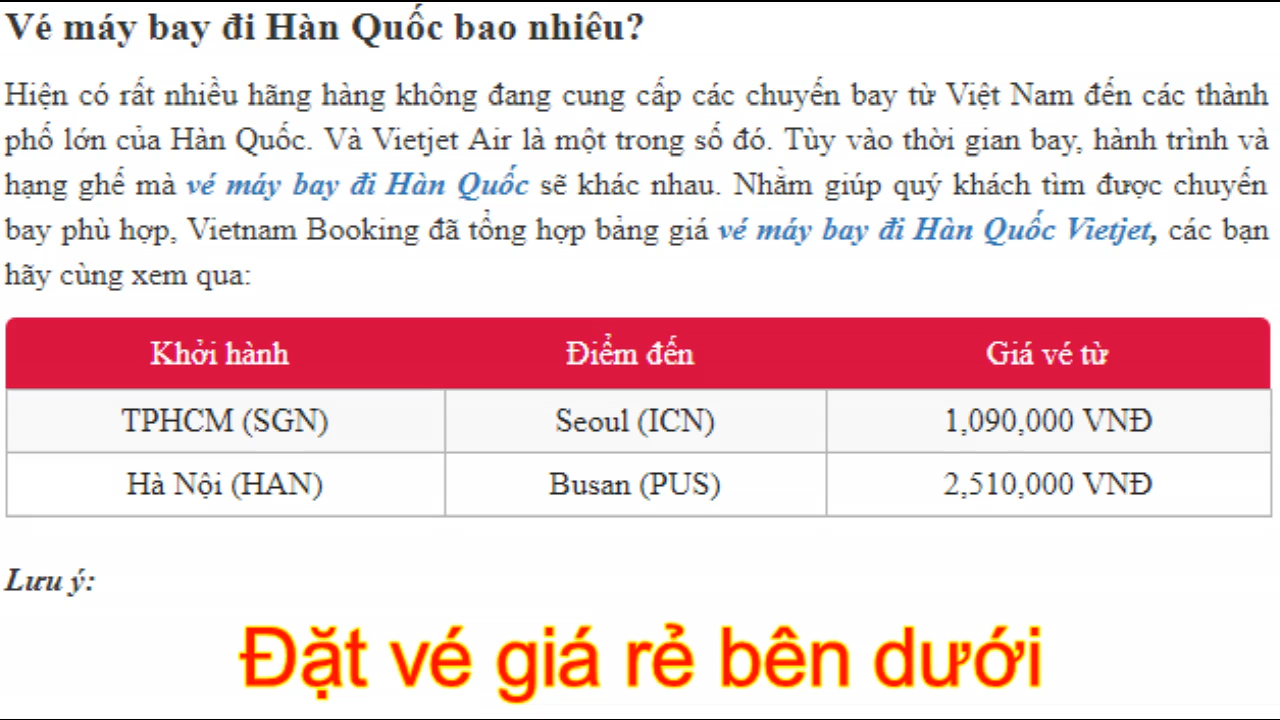 Vé máy bay đi Hàn Quốc bao nhiêu?
Hiện có rất nhiều hãng hàng không đang cung cấp các chuyến bay từ Việt Nam đến các thành
phố lớn của Hàn Quốc. Và Vietjet Air là một trong số đó. Tùy vào thời gian bay, hành trình và
hạng ghế mà vé máy bay đi Hàn Quốc sẽ khác nhau. Nhằm giúp quý khách tìm được chuyến
bay phù hợp, Vietnam Booking đã tổng hợp bảng giá vé máy bay đi Hàn Quốc Vietjet, các bạn
hãy cùng xem qua:
Khởi hành Điểm đến Giá vé từ
TPHCM (SGN) Seoul (ICN) 1,090,000 VNĐ
Hà Nội (HAN) Busan (PUS) 2,510,000 VNĐ
Lưu ý:
Đặt vé giá rẻ bên dưới